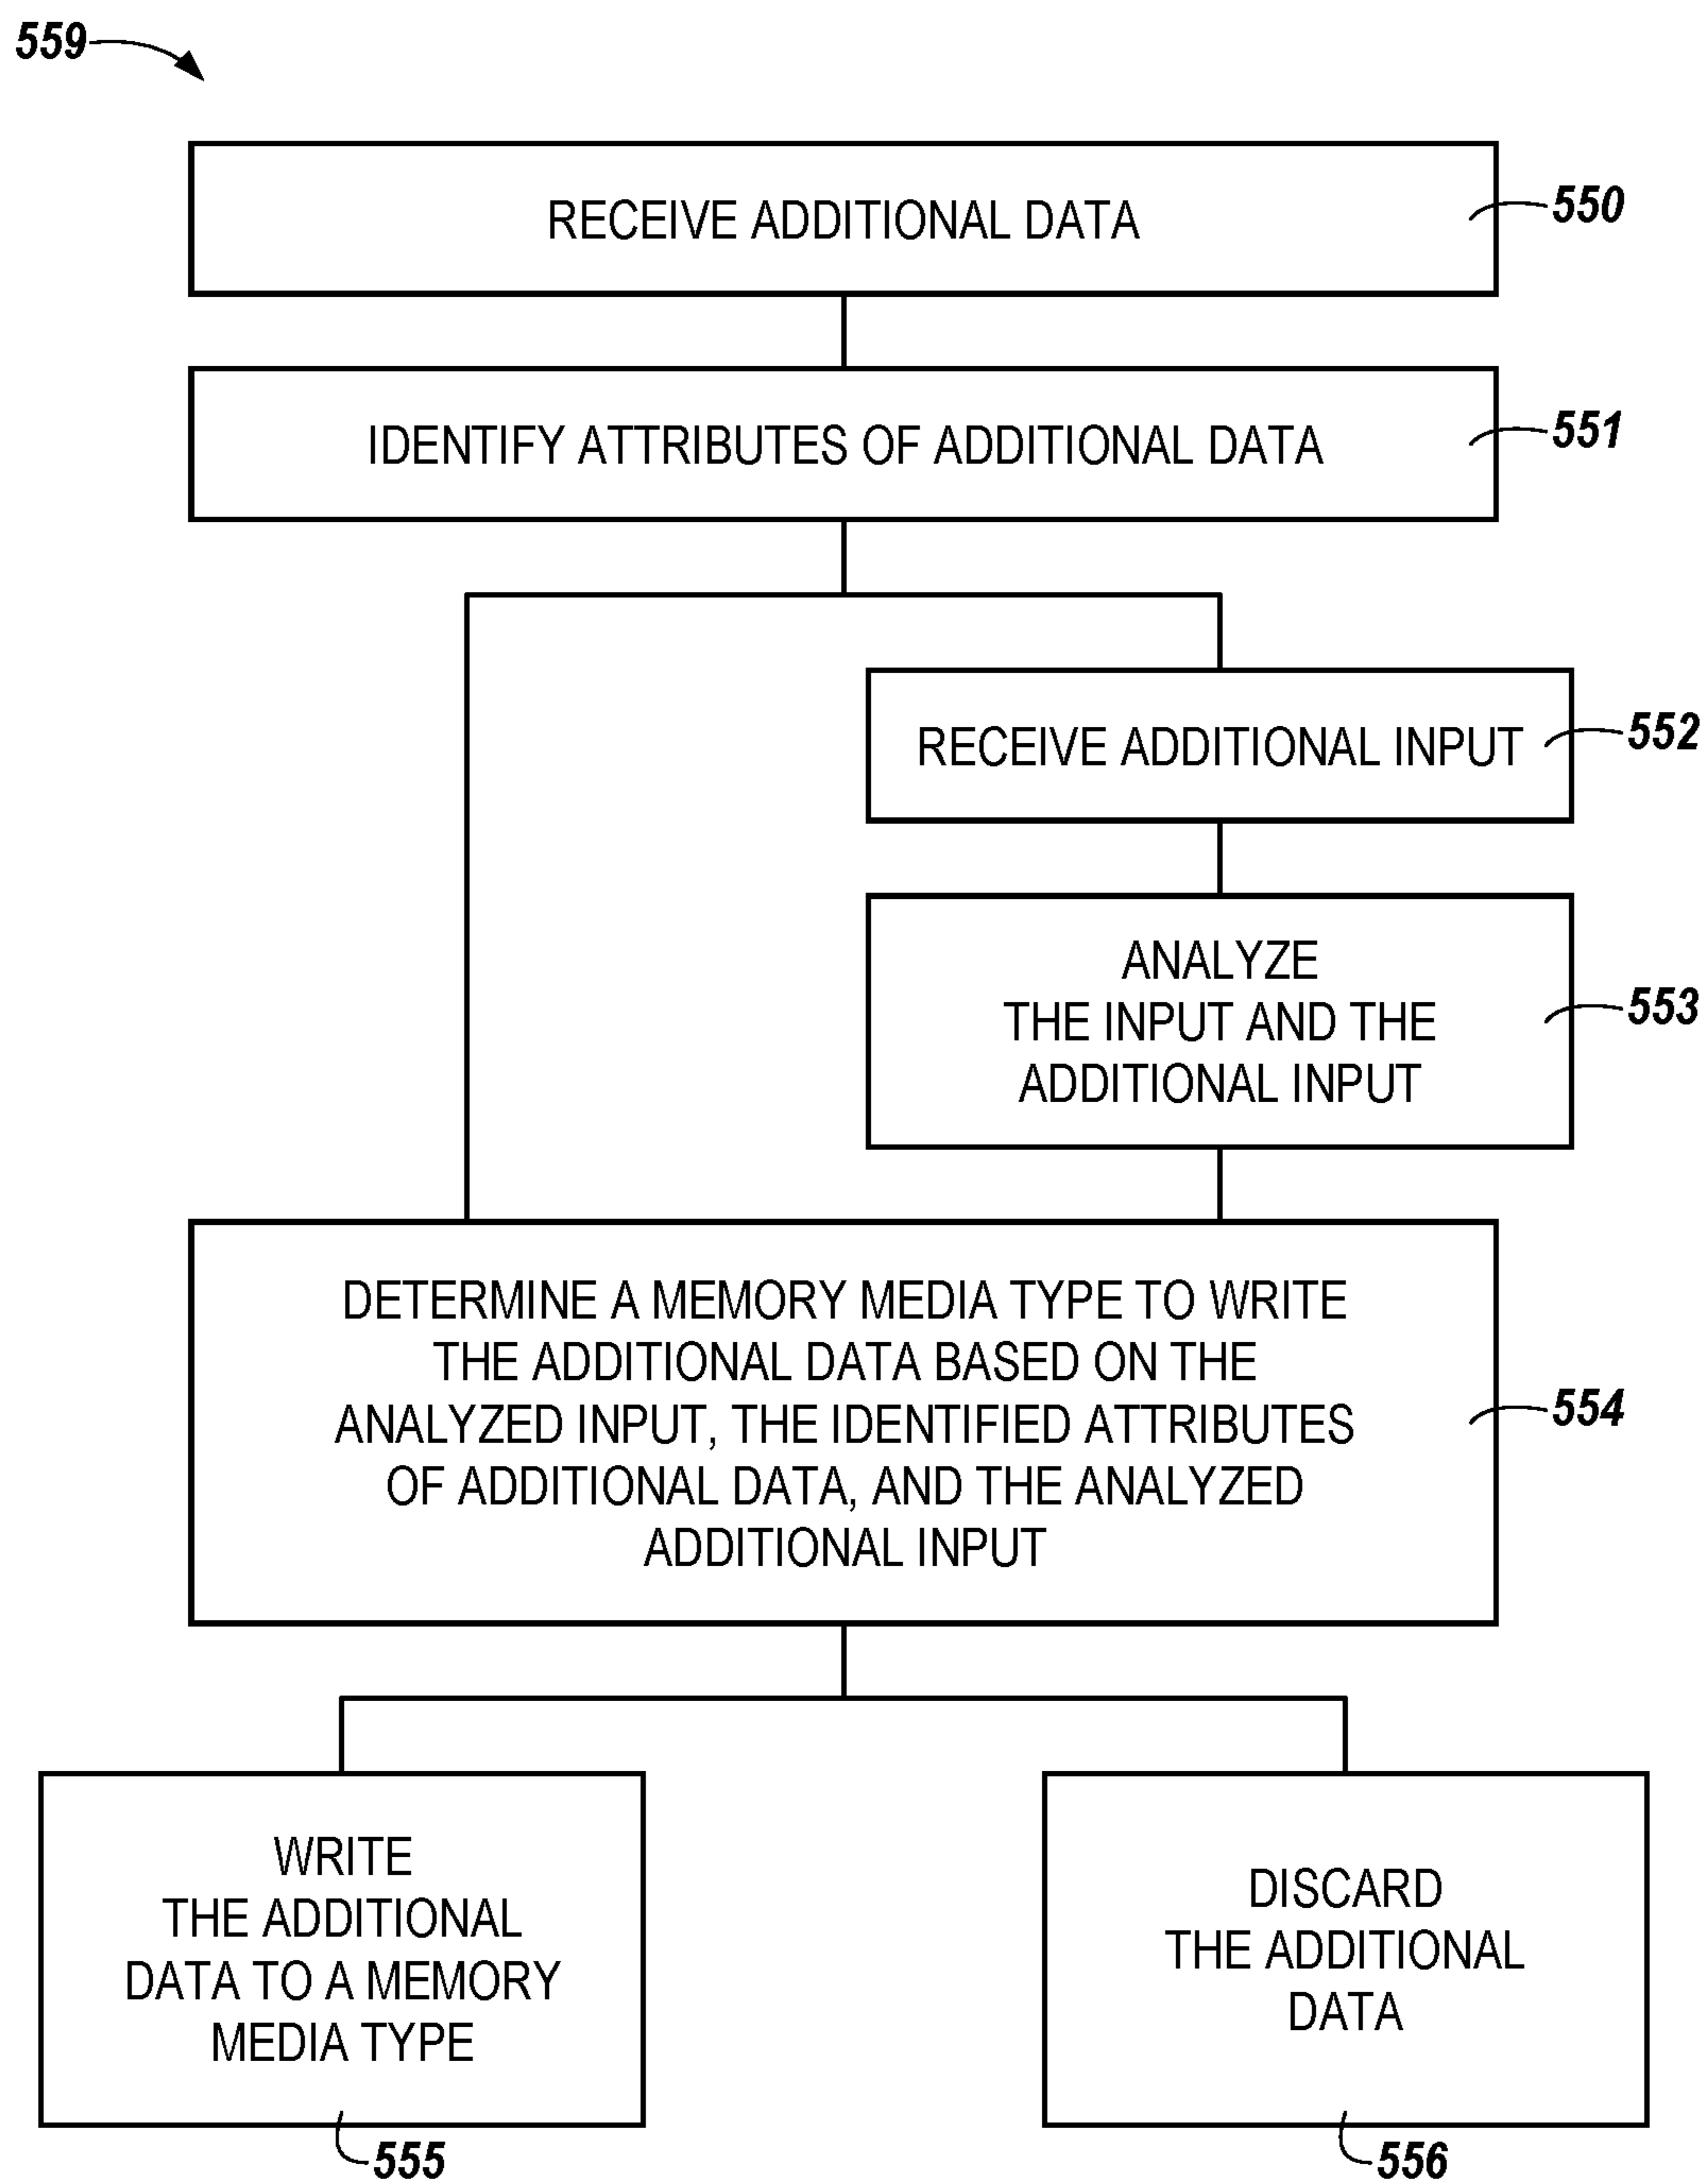 559
RECEIVE ADDITIONAL DATA
550
IDENTIFY ATTRIBUTES OF ADDITIONAL DATA
551
RECEIVE ADDITIONAL INPUT
552
ANALYZE
THE INPUT AND THE
ADDITIONAL INPUT
553
DETERMINE A MEMORY MEDIA TYPE TO WRITE
THE ADDITIONAL DATA BASED ON THE
ANALYZED INPUT, THE IDENTIFIED ATTRIBUTES
OF ADDITIONAL DATA, AND THE ANALYZED
ADDITIONAL INPUT
554
WRITE
THE ADDITIONAL
DATA TO A MEMORY
MEDIA TYPE
555
DISCARD
THE ADDITIONAL
DATA
556